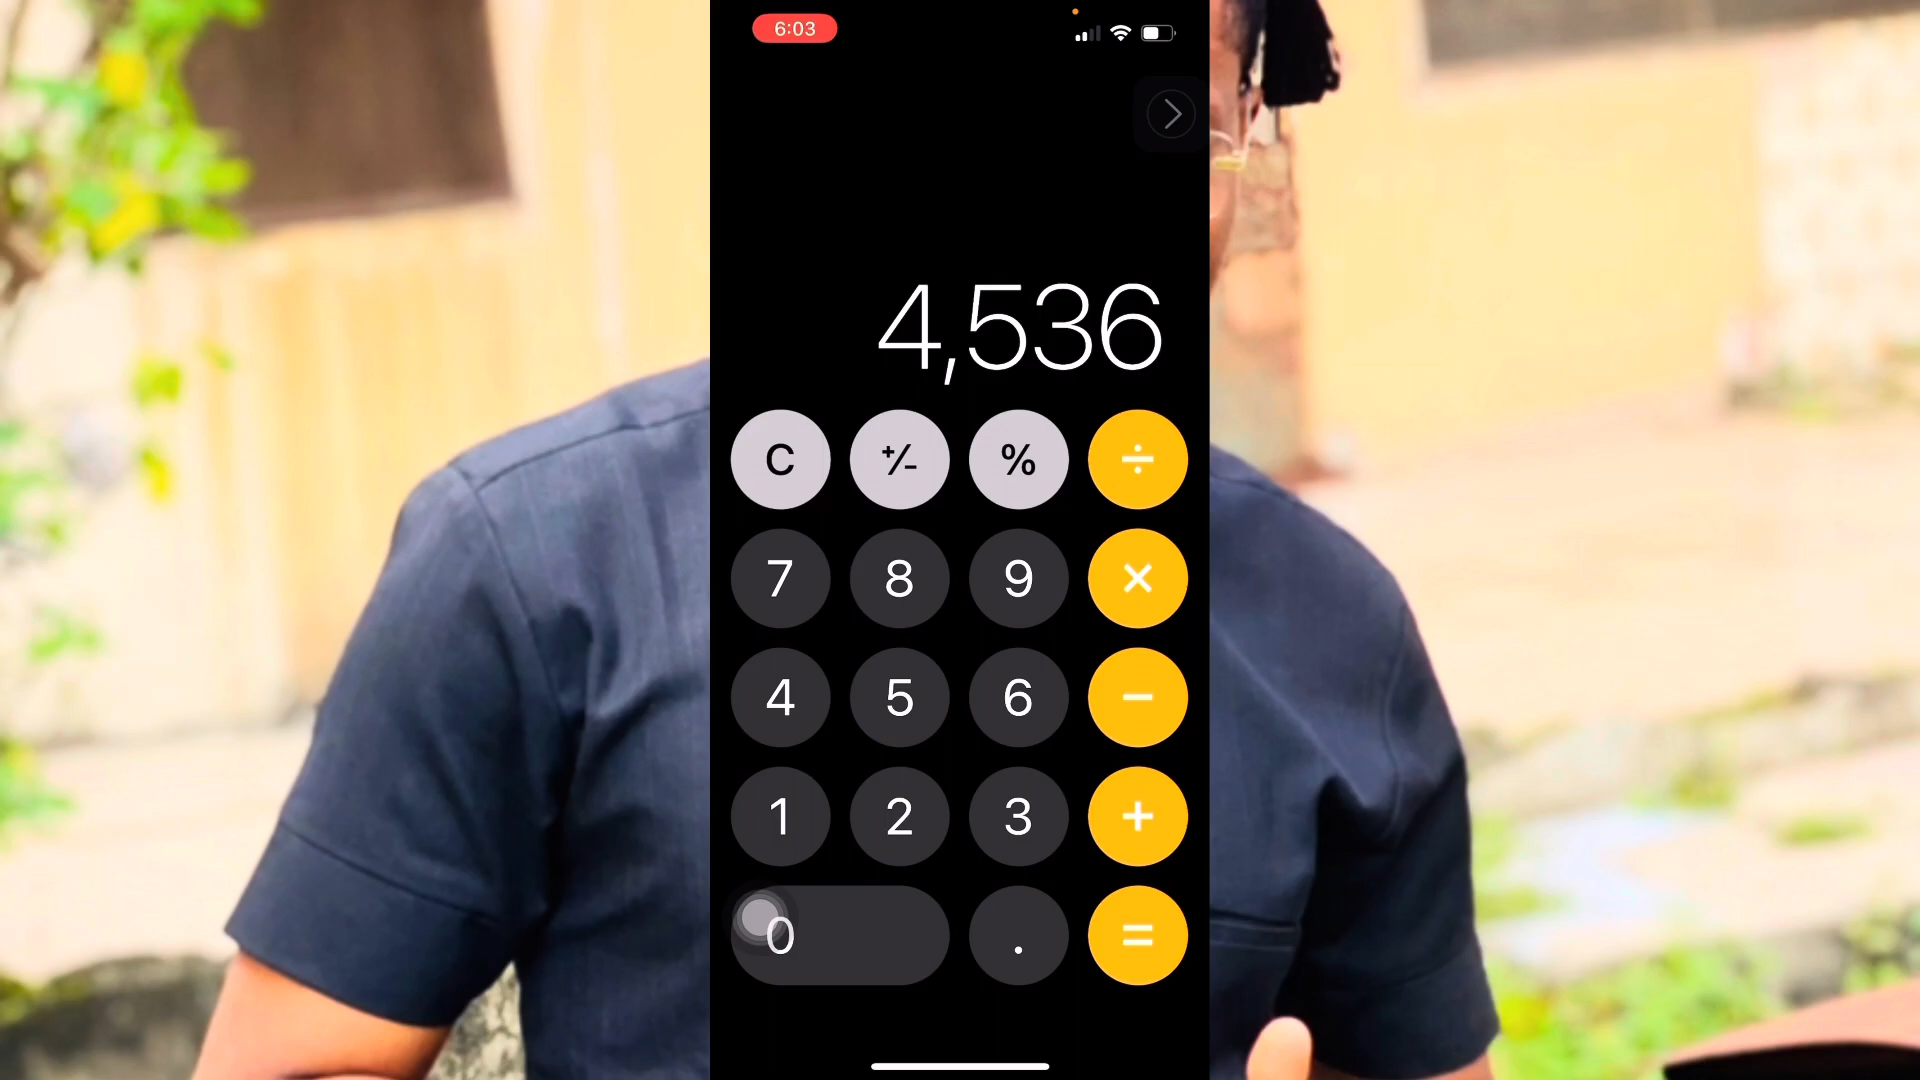 6:03
4,536
C ⁺⁄₋ % ÷
7 8 9 ×
4 5 6 −
1 2 3 +
0 . =